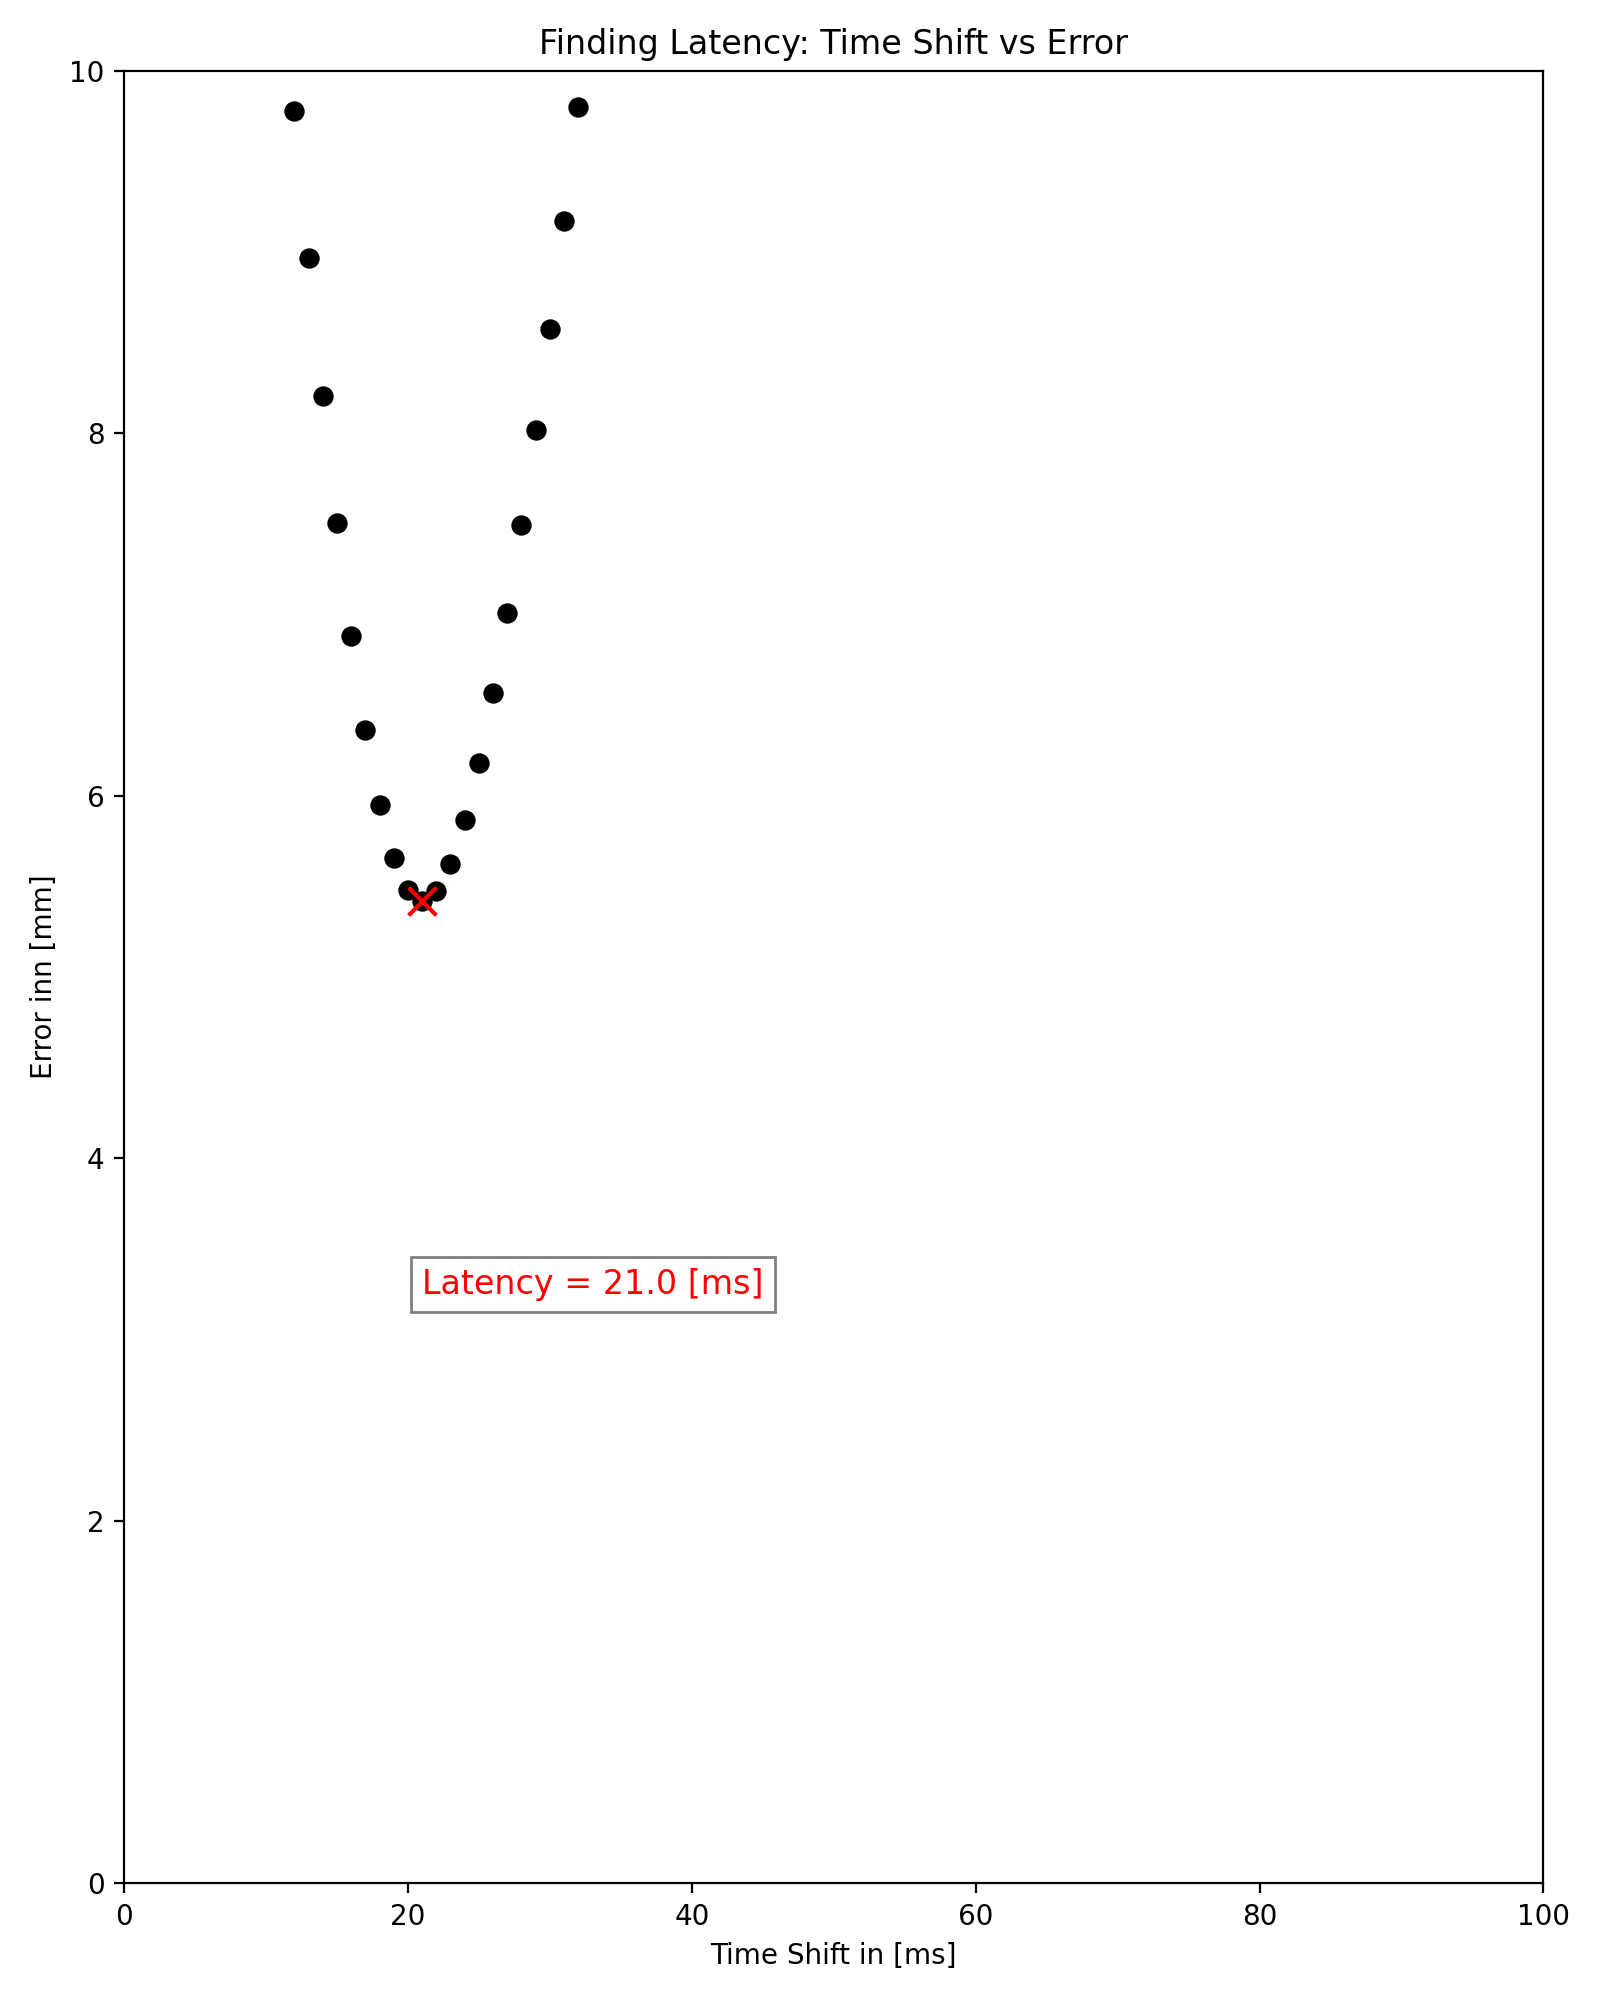 Finding Latency: Time Shift vs Error
10
8
6
4
2
0
Error inn [mm]
Latency = 21.0 [ms]
0 20 40 60 80 100
Time Shift in [ms]